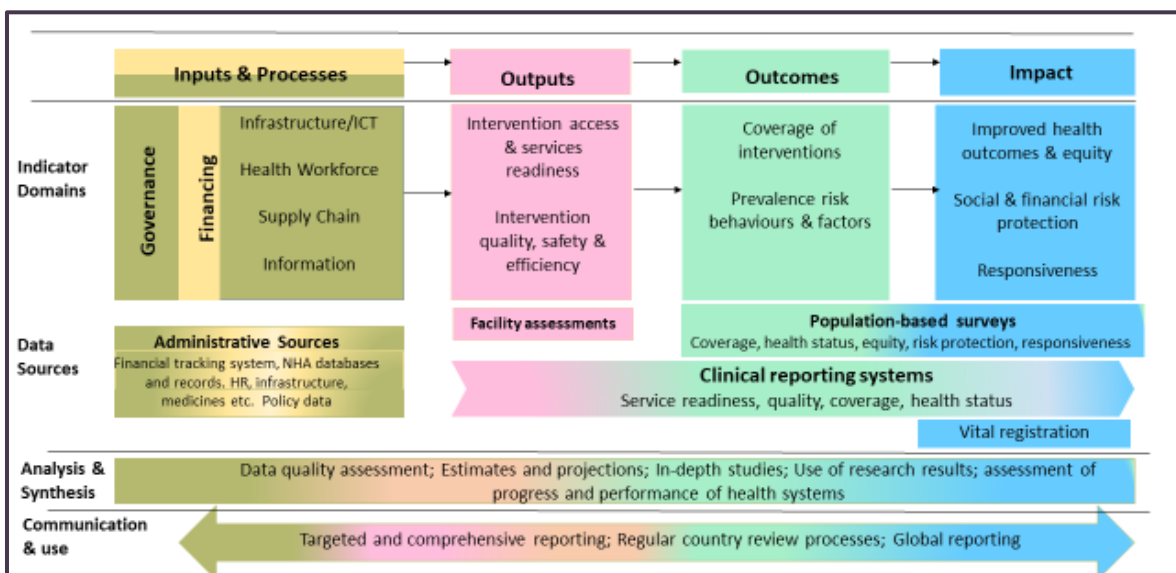 Inputs & Processes
Outputs
Outcomes
Impact
Indicator
Domains
Governance
Financing
Infrastructure/ICT
Health Workforce
Supply Chain
Information
Intervention access
& services
readiness
Intervention
quality, safety &
efficiency
Coverage of
interventions
Prevalence risk
behaviours & factors
Improved health
outcomes & equity
Social & financial risk
protection
Responsiveness
Data
Sources
Administrative Sources
Financial tracking system, NHA databases
and records. HR, infrastructure,
medicines etc. Policy data
Facility assessments
Population-based surveys
Coverage, health status, equity, risk protection, responsiveness
Clinical reporting systems
Service readiness, quality, coverage, health status
Vital registration
Analysis &
Synthesis
Data quality assessment; Estimates and projections; In-depth studies; Use of research results; assessment of
progress and performance of health systems
Communication
& use
Targeted and comprehensive reporting; Regular country review processes; Global reporting